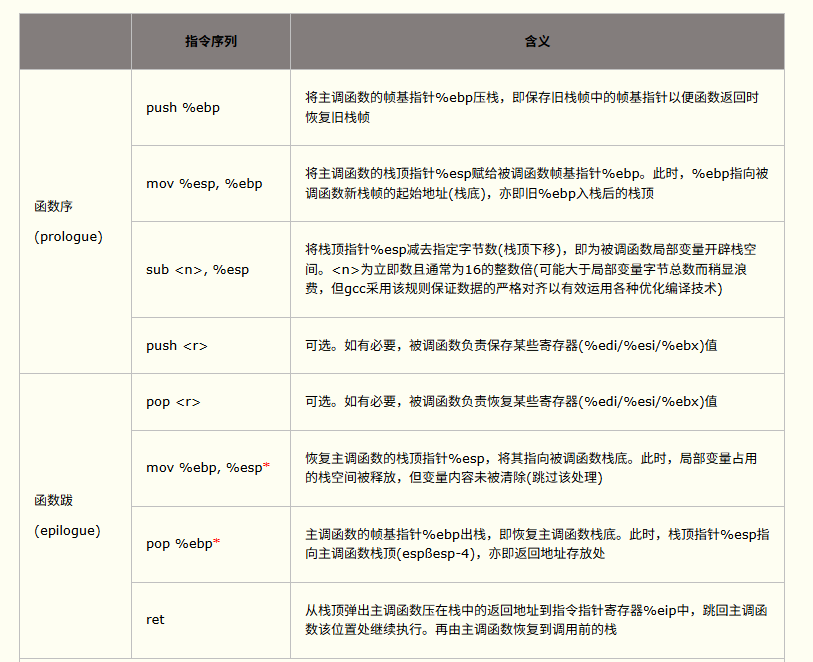 指令序列
含义
函数序
(prologue)
push %ebp
将主调函数的帧基指针%ebp压栈，即保存旧栈帧中的帧基指针以便函数返回时
恢复旧栈帧
mov %esp, %ebp
将主调函数的栈顶指针%esp赋给被调函数帧基指针%ebp。此时，%ebp指向被
调函数新栈帧的起始地址(栈底)，亦即旧%ebp入栈后的栈顶
sub <n>, %esp
将栈顶指针%esp减去指定字节数(栈顶下移)，即为被调函数局部变量开辟栈空
间。<n>为立即数且通常为16的整数倍(可能大于局部变量字节总数而稍显浪
费，但gcc采用该规则保证数据的严格对齐以有效运用各种优化编译技术)
push <r>
可选。如有必要，被调函数负责保存某些寄存器(%edi/%esi/%ebx)值
函数跋
(epilogue)
pop <r>
可选。如有必要，被调函数负责恢复某些寄存器(%edi/%esi/%ebx)值
mov %ebp, %esp*
恢复主调函数的栈顶指针%esp，将其指向被调函数栈底。此时，局部变量占用
的栈空间被释放，但变量内容未被清除(跳过该处理)
pop %ebp*
主调函数的帧基指针%ebp出栈，即恢复主调函数栈底。此时，栈顶指针%esp指
向主调函数栈顶(espßesp-4)，亦即返回地址存放处
ret
从栈顶弹出主调函数压在栈中的返回地址到指令指针寄存器%eip中，跳回主调函
数该位置处继续执行。再由主调函数恢复到调用前的栈